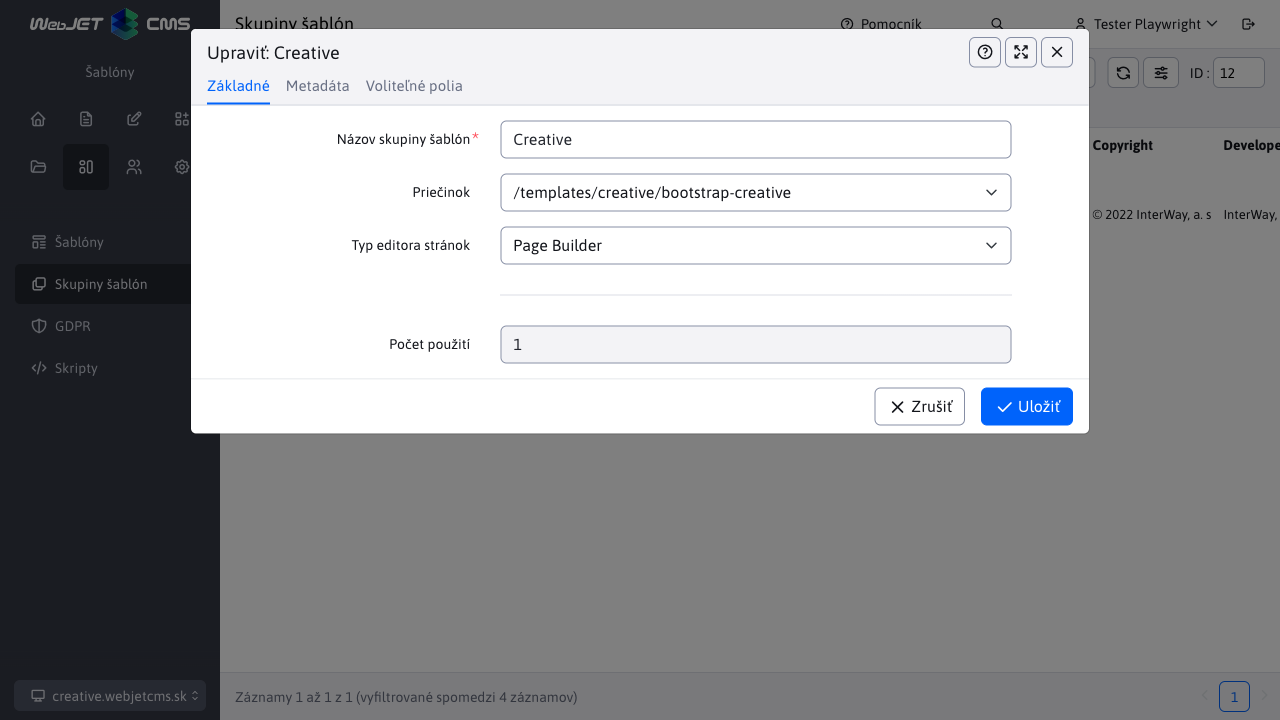 WebJET CMS
Skupiny šablón
Pomocník
Tester Playwright
Šablóny
ID :
12
Šablóny
Skupiny šablón
GDPR
Skripty
creative.webjetcms.sk
Upraviť: Creative
Základné
Metadáta
Voliteľné polia
Názov skupiny šablón*
Creative
Priečinok
/templates/creative/bootstrap-creative
Typ editora stránok
Page Builder
Počet použití
1
Zrušiť
Uložiť
Copyright
Develope
© 2022 InterWay, a. s
InterWay,
Záznamy 1 až 1 z 1 (vyfiltrované spomedzi 4 záznamov)
1